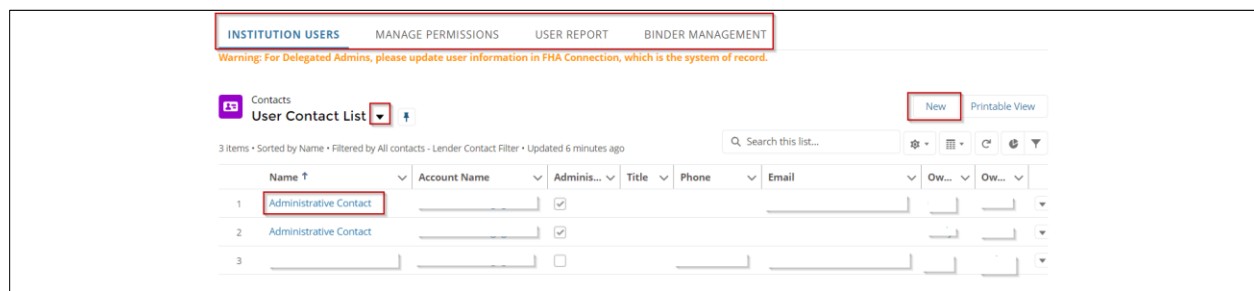 INSTITUTION USERS MANAGE PERMISSIONS USER REPORT BINDER MANAGEMENT
Warning: For Delegated Admins, please update user information in FHA Connection, which is the system of record.
Contacts
User Contact List
New Printable View
3 items • Sorted by Name • Filtered by All contacts - Lender Contact Filter • Updated 6 minutes ago
Search this list...
Name ↑ Account Name Adminis... Title Phone Email Ow... Ow...
1 Administrative Contact
2 Administrative Contact
3